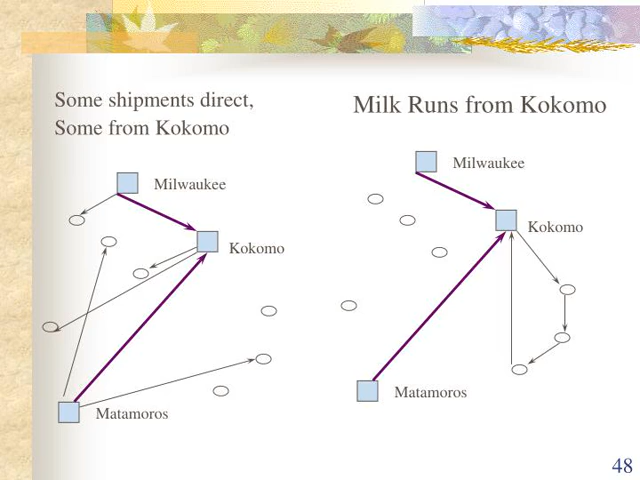 Some shipments direct,
Some from Kokomo
Milk Runs from Kokomo
Milwaukee
Kokomo
Matamoros
Milwaukee
Kokomo
Matamoros
48